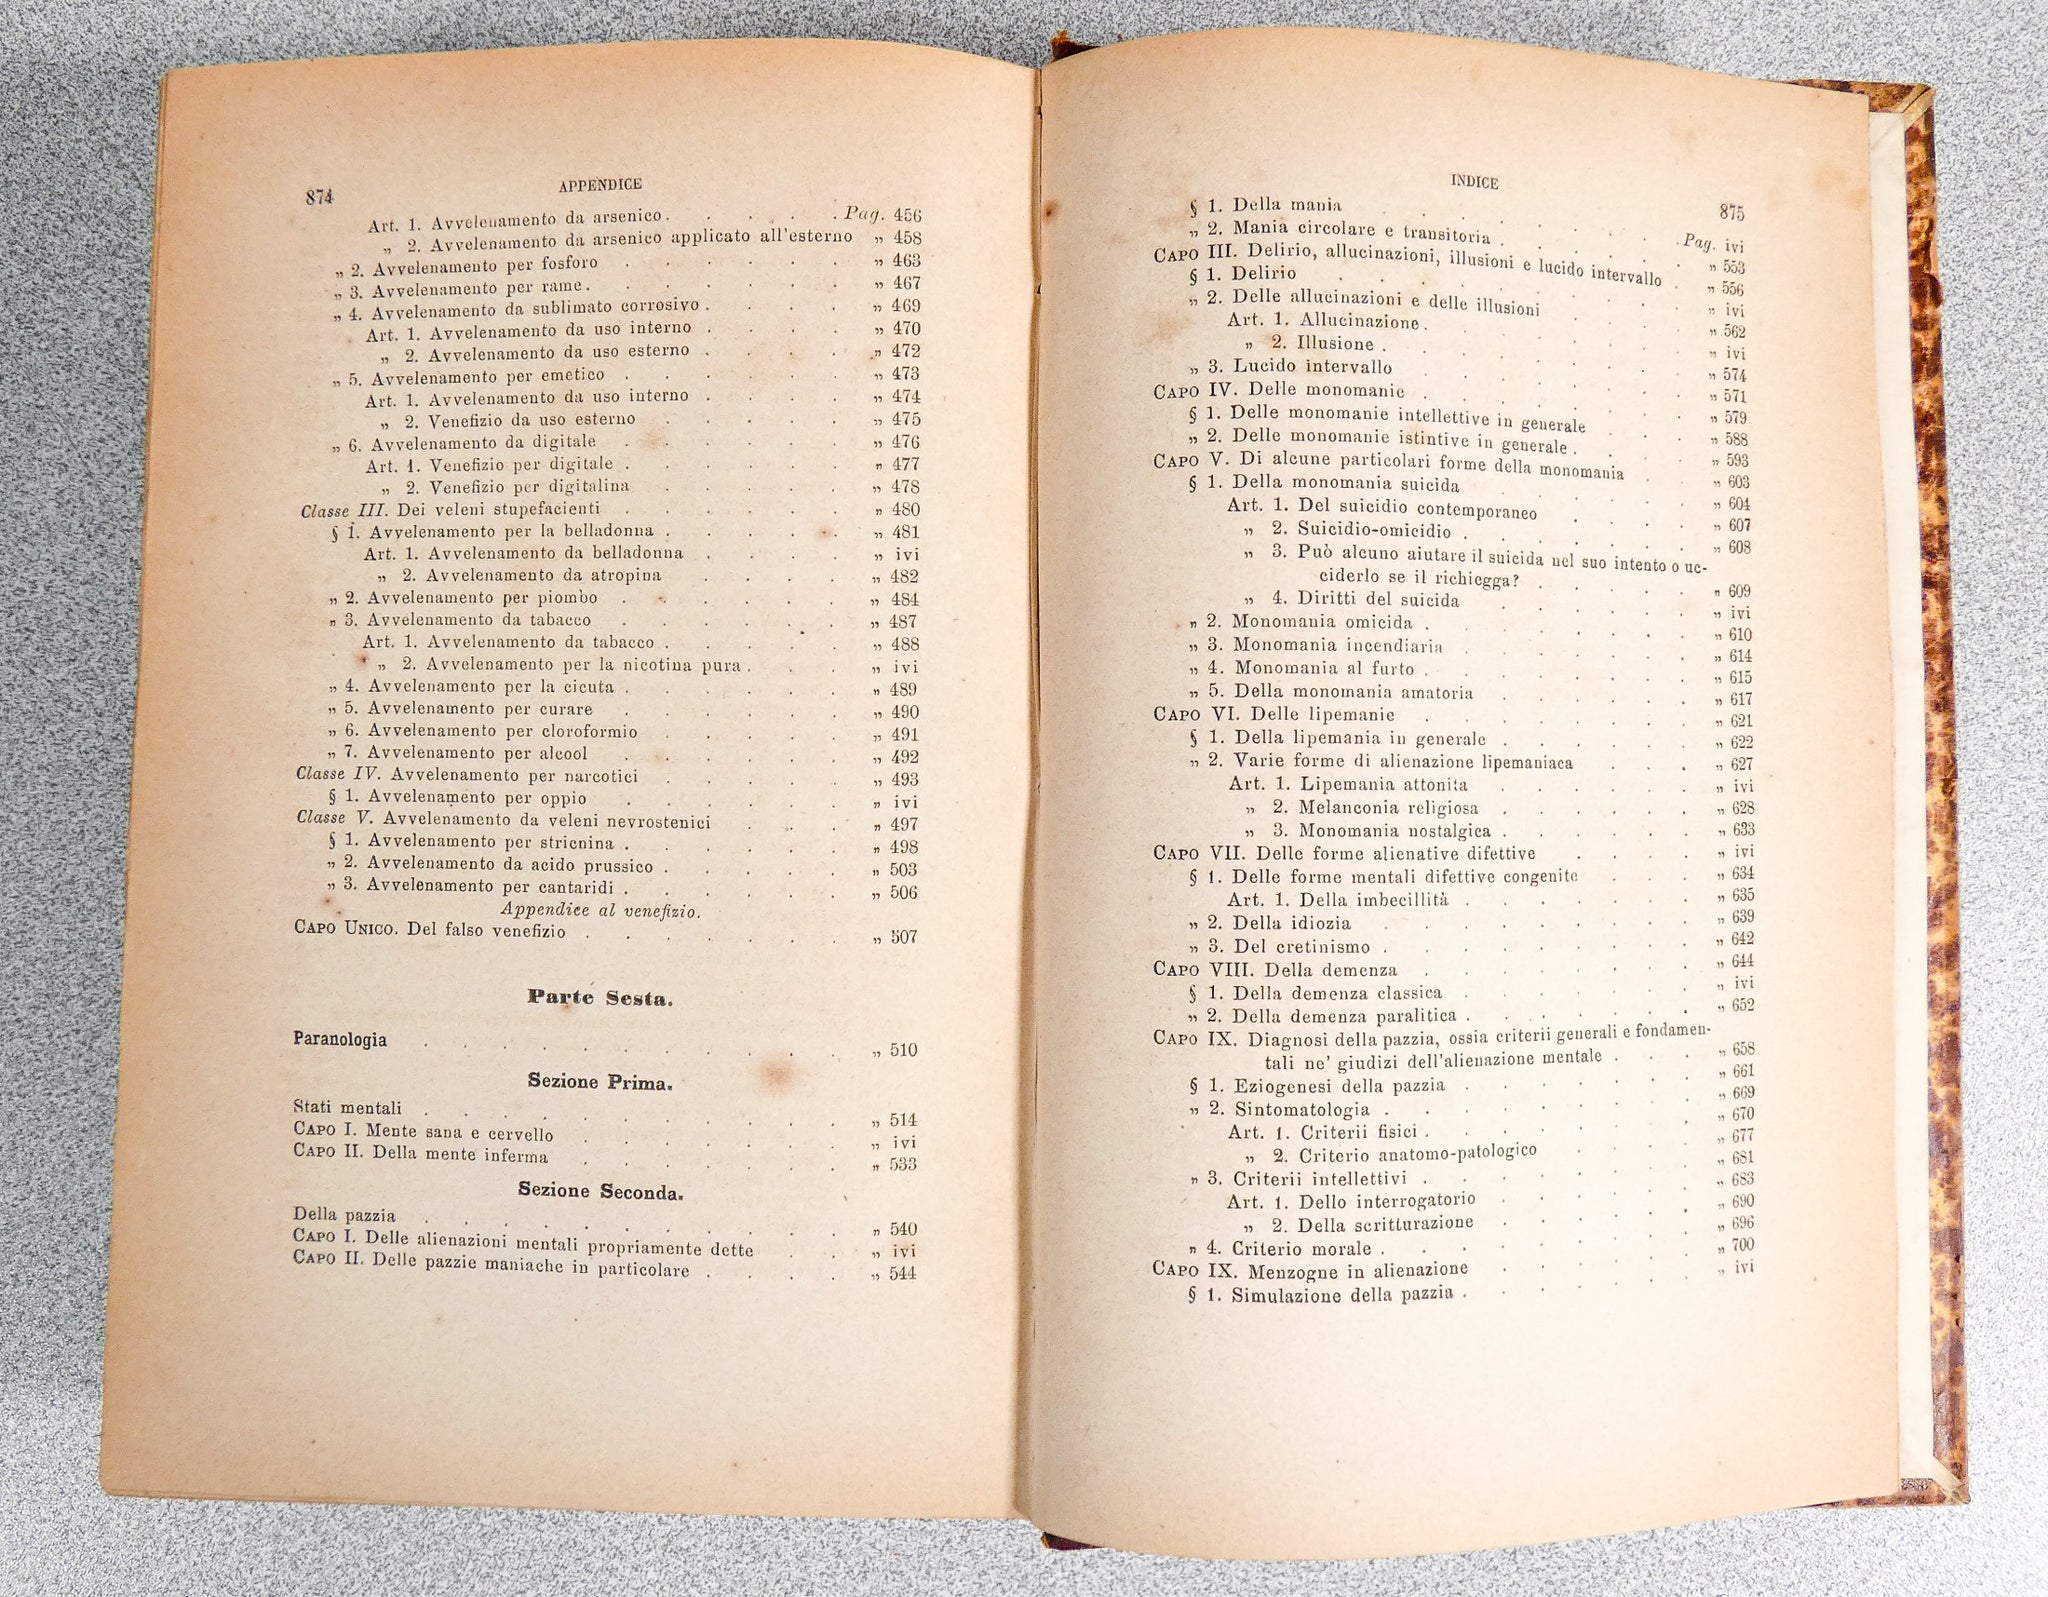 874 APPENDICE
Art. 1. Avvelenamento da arsenico . . . . . Pag. 456
„ 2. Avvelenamento da arsenico applicato all'esterno „ 458
„ 2. Avvelenamento per fosforo . . . . . . „ 463
„ 3. Avvelenamento per rame . . . . . . „ 467
„ 4. Avvelenamento da sublimato corrosivo . . . . „ 469
Art. 1. Avvelenamento da uso interno . . . . „ 470
„ 2. Avvelenamento da uso esterno . . . . „ 472
„ 5. Avvelenamento per emetico . . . . . . „ 473
Art. 1. Avvelenamento da uso interno . . . . „ 474
„ 2. Venefizio da uso esterno . . . . . „ 475
„ 6. Avvelenamento da digitale . . . . . . „ 476
Art. 1. Venefizio per digitale . . . . . . „ 477
„ 2. Venefizio per digitalina . . . . . „ 478
Classe III. Dei veleni stupefacienti . . . . . . „ 480
§ 1. Avvelenamento per la belladonna . . . . . „ 481
Art. 1. Avvelenamento da belladonna . . . . „ ivi
„ 2. Avvelenamento da atropina . . . . „ 482
„ 2. Avvelenamento per piombo . . . . . . „ 484
„ 3. Avvelenamento da tabacco . . . . . . „ 487
Art. 1. Avvelenamento da tabacco . . . . . „ 488
„ 2. Avvelenamento per la nicotina pura . . . „ ivi
„ 4. Avvelenamento per la cicuta . . . . . . „ 489
„ 5. Avvelenamento per curare . . . . . . „ 490
„ 6. Avvelenamento per cloroformio . . . . . „ 491
„ 7. Avvelenamento per alcool . . . . . . „ 492
Classe IV. Avvelenamento per narcotici . . . . . „ 493
§ 1. Avvelenamento per oppio . . . . . . „ ivi
Classe V. Avvelenamento da veleni nevrostenici . . . „ 497
§ 1. Avvelenamento per stricnina . . . . . . „ 498
„ 2. Avvelenamento da acido prussico . . . . . „ 503
„ 3. Avvelenamento per cantaridi . . . . . . „ 506
Appendice al venefizio.
CAPO UNICO. Del falso venefizio . . . . . . . „ 507
Parte Sesta.
Paranologia . . . . . . . . . . „ 510
Sezione Prima.
Stati mentali . . . . . . . . . . „ 514
CAPO I. Mente sana e cervello . . . . . . . „ ivi
CAPO II. Della mente inferma . . . . . . . „ 533
Sezione Seconda.
Della pazzia . . . . . . . . . . „ 540
CAPO I. Delle alienazioni mentali propriamente dette . . „ ivi
CAPO II. Delle pazzie maniache in particolare . . . . „ 544
INDICE 875
§ 1. Della mania . . . . . . . . Pag. ivi
„ 2. Mania circolare e transitoria . . . . . . „ 553
CAPO III. Delirio, allucinazioni, illusioni e lucido intervallo . „ 556
§ 1. Delirio . . . . . . . . . „ ivi
„ 2. Delle allucinazioni e delle illusioni . . . . „ 562
Art. 1. Allucinazione . . . . . . . . „ ivi
„ 2. Illusione . . . . . . . . „ 574
„ 3. Lucido intervallo . . . . . . . „ 571
CAPO IV. Delle monomanie . . . . . . . „ 579
§ 1. Delle monomanie intellettive in generale . . . „ 588
„ 2. Delle monomanie istintive in generale . . . . „ 593
CAPO V. Di alcune particolari forme della monomania . . „ 603
§ 1. Della monomania suicida . . . . . . „ 604
Art. 1. Del suicidio contemporaneo . . . . „ 607
„ 2. Suicidio-omicidio . . . . . . . „ 608
„ 3. Può alcuno aiutare il suicida nel suo intento o uc-
ciderlo se il richiegga? . . . . . „ 609
„ 4. Diritti del suicida . . . . . . „ ivi
„ 2. Monomania omicida . . . . . . . „ 610
„ 3. Monomania incendiaria . . . . . . „ 614
„ 4. Monomania al furto . . . . . . . „ 615
„ 5. Della monomania amatoria . . . . . . „ 617
CAPO VI. Delle lipemanie . . . . . . . „ 621
§ 1. Della lipemania in generale . . . . . . „ 622
„ 2. Varie forme di alienazione lipemaniaca . . . „ 627
Art. 1. Lipemania attonita . . . . . . „ ivi
„ 2. Melanconia religiosa . . . . . . „ 628
„ 3. Monomania nostalgica . . . . . . „ 633
CAPO VII. Delle forme alienative difettive . . . . „ ivi
§ 1. Delle forme mentali difettive congenite . . . „ 634
Art. 1. Della imbecillità . . . . . . . „ 635
„ 2. Della idiozia . . . . . . . . „ 639
„ 3. Del cretinismo . . . . . . . . „ 642
CAPO VIII. Della demenza . . . . . . . „ 644
§ 1. Della demenza classica . . . . . . „ ivi
„ 2. Della demenza paralitica . . . . . . „ 652
CAPO IX. Diagnosi della pazzia, ossia criterii generali e fondamen-
tali ne' giudizi dell'alienazione mentale . . . „ 658
§ 1. Eziogenesi della pazzia . . . . . . „ 661
„ 2. Sintomatologia . . . . . . . . „ 669
Art. 1. Criterii fisici . . . . . . . „ 670
„ 2. Criterio anatomo-patologico . . . . „ 677
„ 3. Criterii intellettivi . . . . . . . „ 681
Art. 1. Dello interrogatorio . . . . . . „ 683
„ 2. Della scritturazione . . . . . . „ 690
„ 4. Criterio morale . . . . . . . . „ 696
CAPO IX. Menzogne in alienazione . . . . . . „ 700
§ 1. Simulazione della pazzia . . . . . . „ ivi